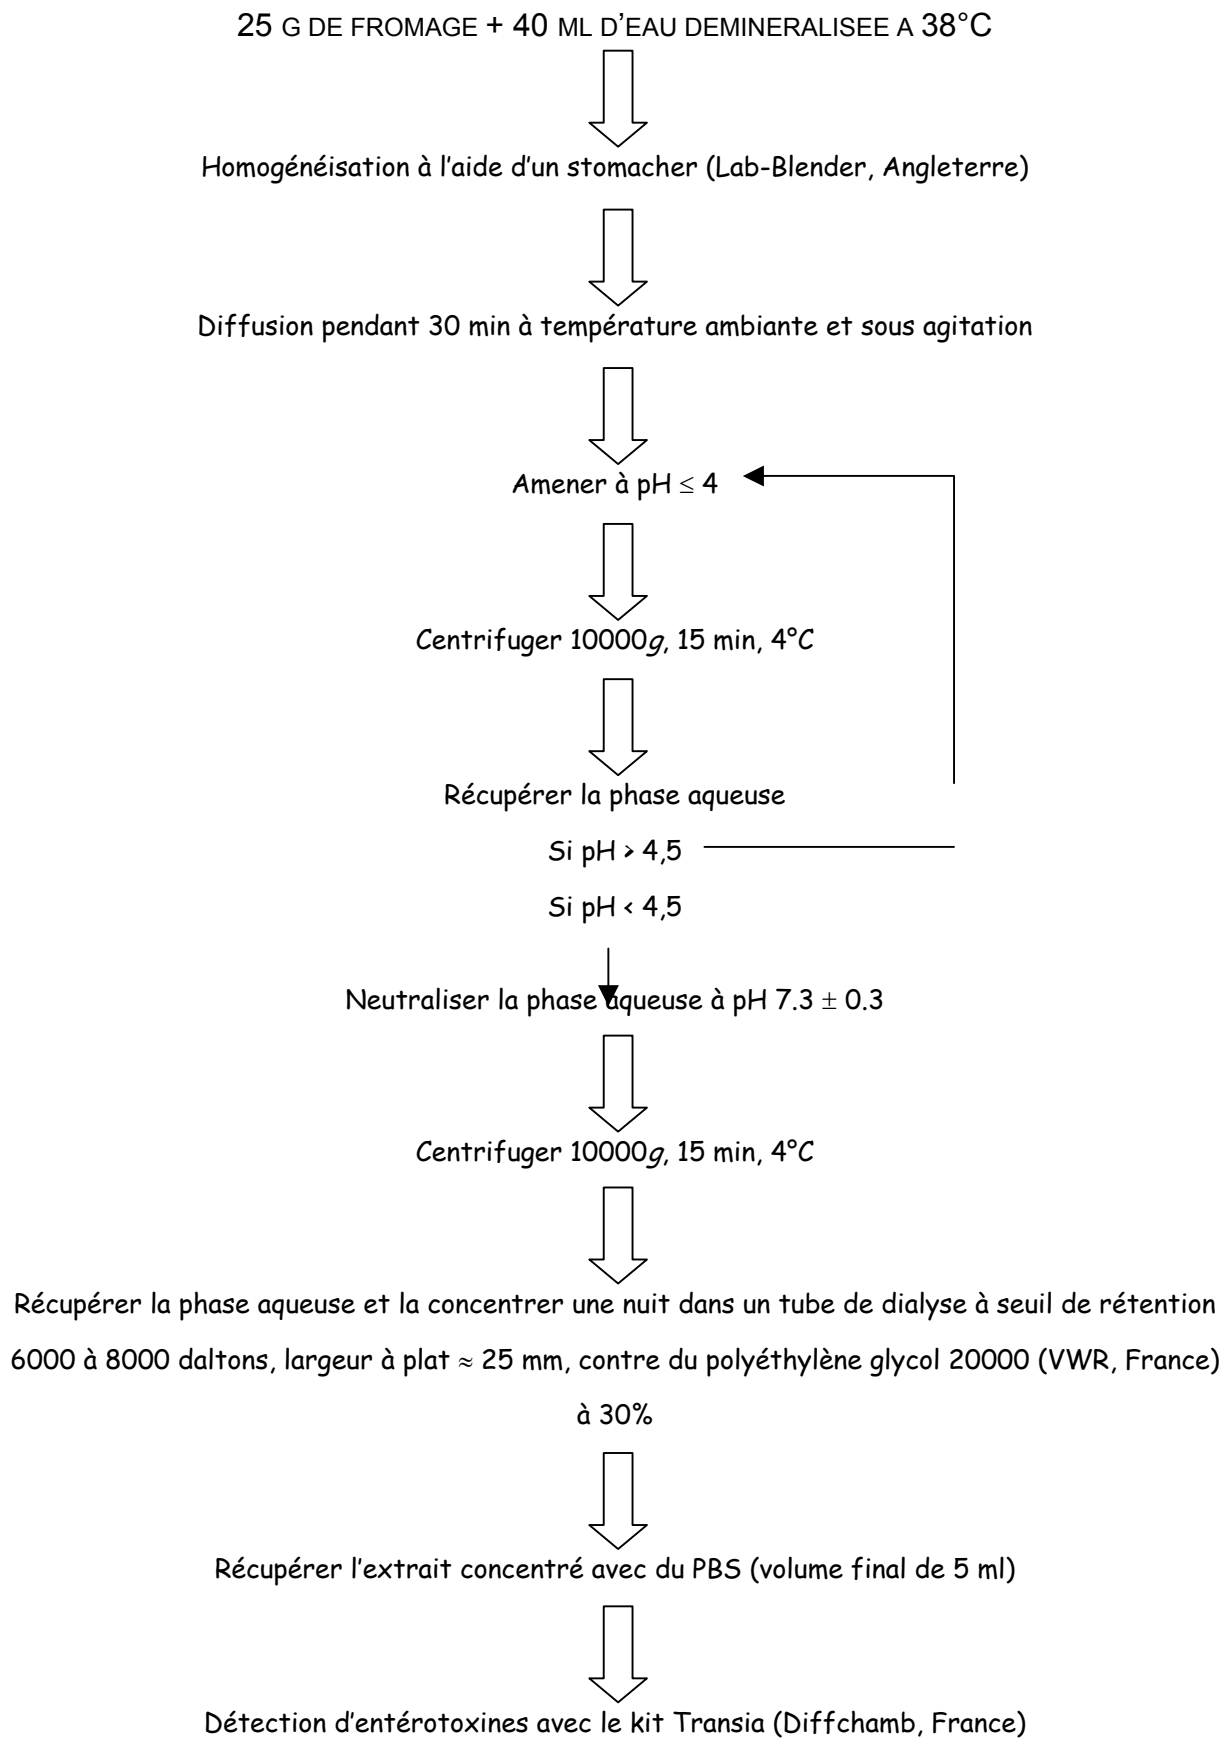 25 G DE FROMAGE + 40 ML D'EAU DEMINERALISEE A 38°C
Homogénéisation à l'aide d'un stomacher (Lab-Blender, Angleterre)
Diffusion pendant 30 min à température ambiante et sous agitation
Amener à pH ≤ 4
Centrifuger 10000g, 15 min, 4°C
Récupérer la phase aqueuse
Si pH > 4,5
Si pH < 4,5
Neutraliser la phase aqueuse à pH 7.3 ± 0.3
Centrifuger 10000g, 15 min, 4°C
Récupérer la phase aqueuse et la concentrer une nuit dans un tube de dialyse à seuil de rétention
6000 à 8000 daltons, largeur à plat ≈ 25 mm, contre du polyéthylène glycol 20000 (VWR, France)
à 30%
Récupérer l'extrait concentré avec du PBS (volume final de 5 ml)
Détection d'entérotoxines avec le kit Transia (Diffchamb, France)